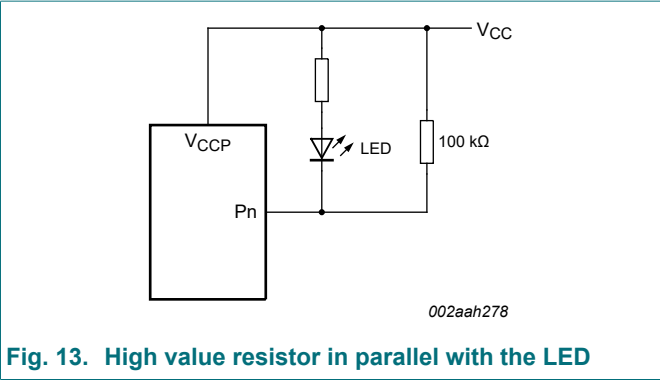 VCC
VCCP
LED
100 kΩ
Pn
002aah278
Fig. 13. High value resistor in parallel with the LED